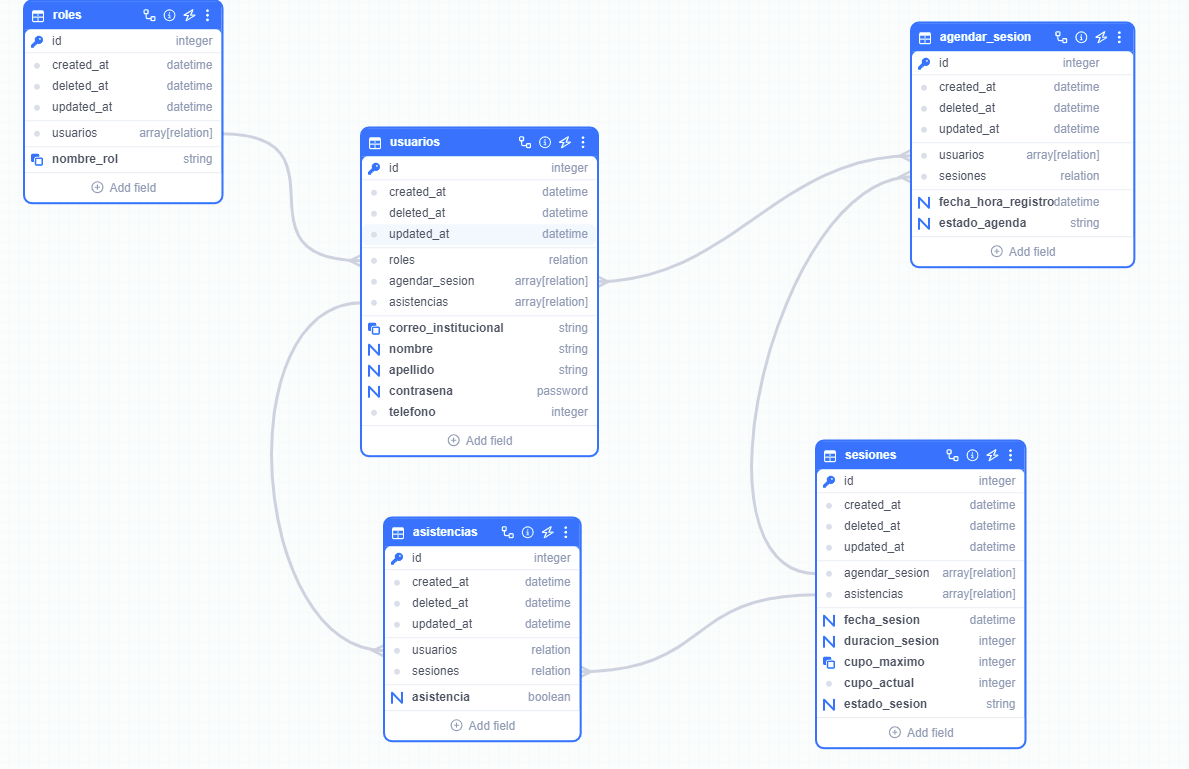 roles
id integer
created_at datetime
deleted_at datetime
updated_at datetime
usuarios array[relation]
nombre_rol string
Add field
usuarios
id integer
created_at datetime
deleted_at datetime
updated_at datetime
roles relation
agendar_sesion array[relation]
asistencias array[relation]
correo_institucional string
nombre string
apellido string
contrasena password
telefono integer
Add field
agendar_sesion
id integer
created_at datetime
deleted_at datetime
updated_at datetime
usuarios array[relation]
sesiones relation
fecha_hora_registro datetime
estado_agenda string
Add field
asistencias
id integer
created_at datetime
deleted_at datetime
updated_at datetime
usuarios relation
sesiones relation
asistencia boolean
Add field
sesiones
id integer
created_at datetime
deleted_at datetime
updated_at datetime
agendar_sesion array[relation]
asistencias array[relation]
fecha_sesion datetime
duracion_sesion integer
cupo_maximo integer
cupo_actual integer
estado_sesion string
Add field